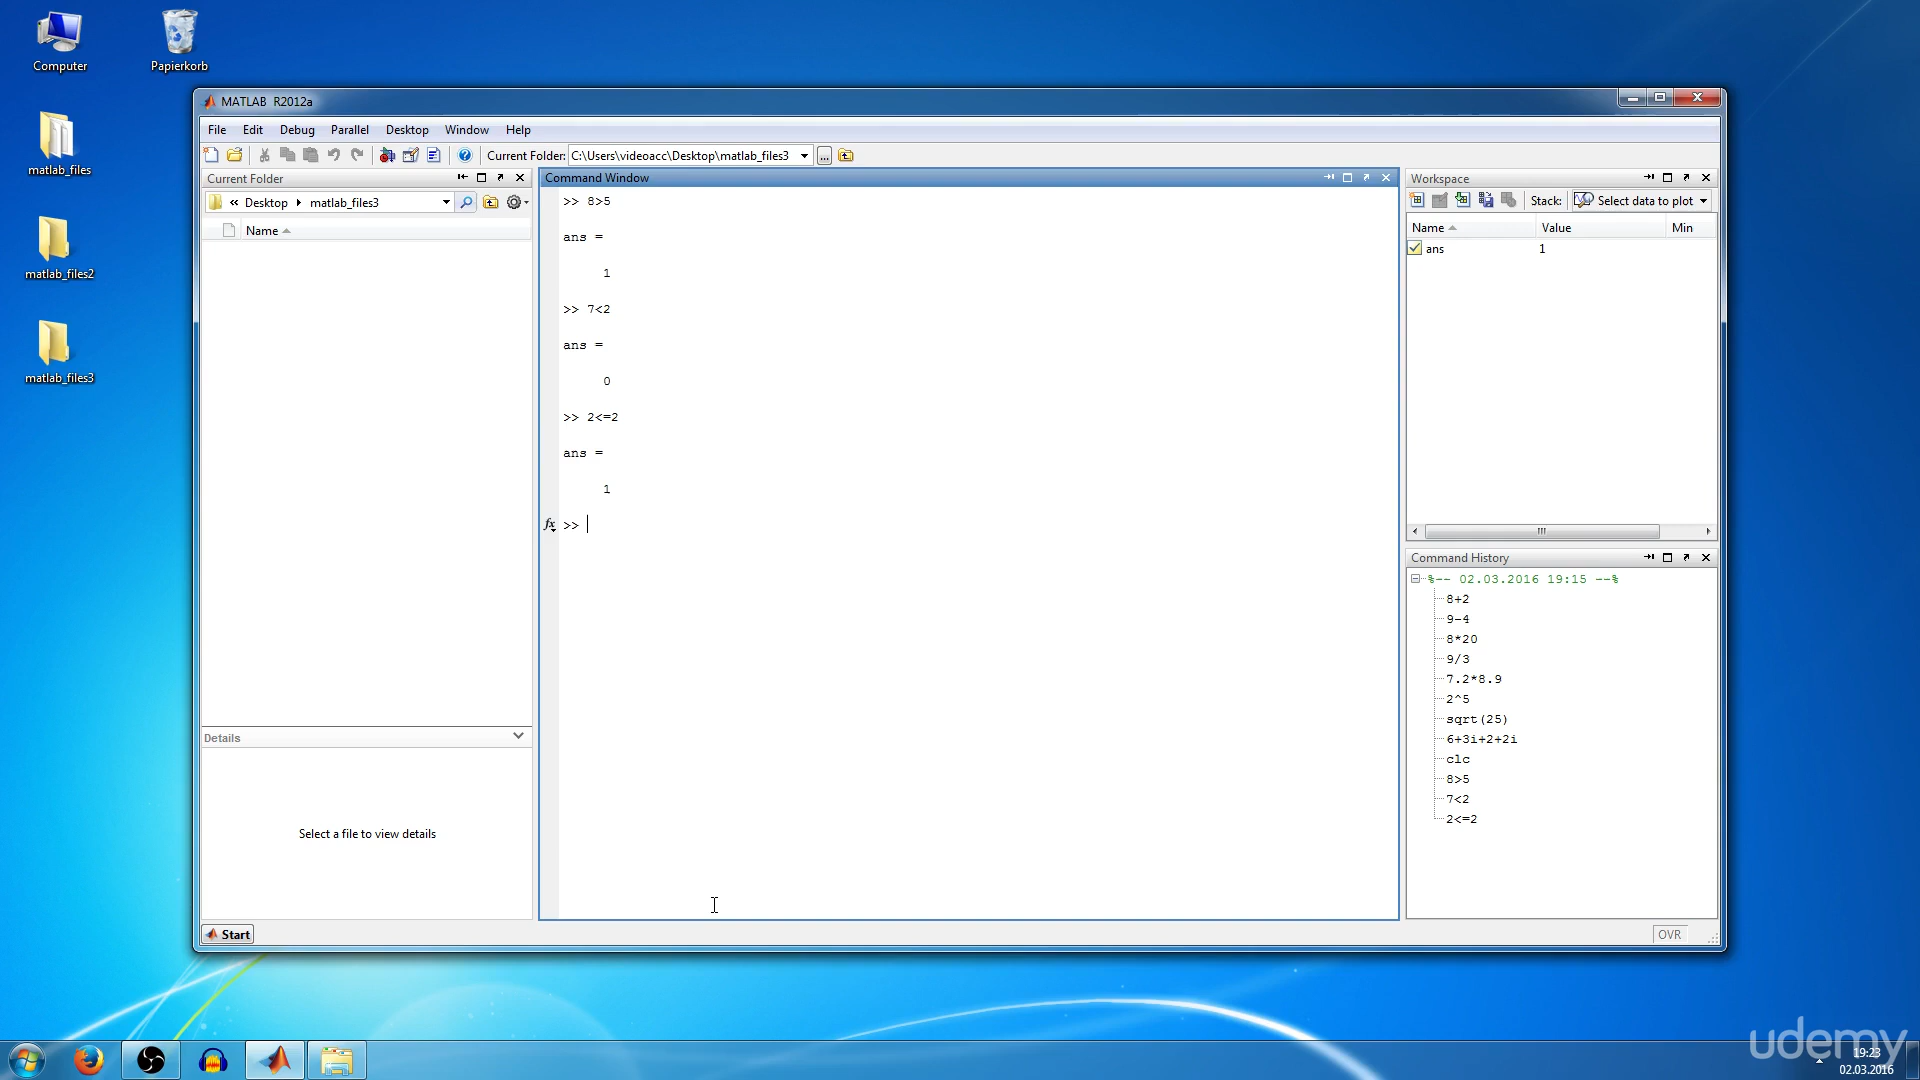 Computer
Papierkorb
matlab_files
matlab_files2
matlab_files3
MATLAB R2012a
File Edit Debug Parallel Desktop Window Help
Current Folder: C:\Users\videoacc\Desktop\matlab_files3 ...
Current Folder
« Desktop matlab_files3
Name
Details
Select a file to view details
Start
Command Window
>> 8>5
ans =
1
>> 7<2
ans =
0
>> 2<=2
ans =
1
fx >>
Workspace
Stack: Select data to plot
Name Value Min
ans 1
Command History
%-- 02.03.2016 19:15 --%
8+2
9-4
8*20
9/3
7.2*8.9
2^5
sqrt(25)
6+3i+2+2i
clc
8>5
7<2
2<=2
OVR
udemy
19:23
02.03.2016